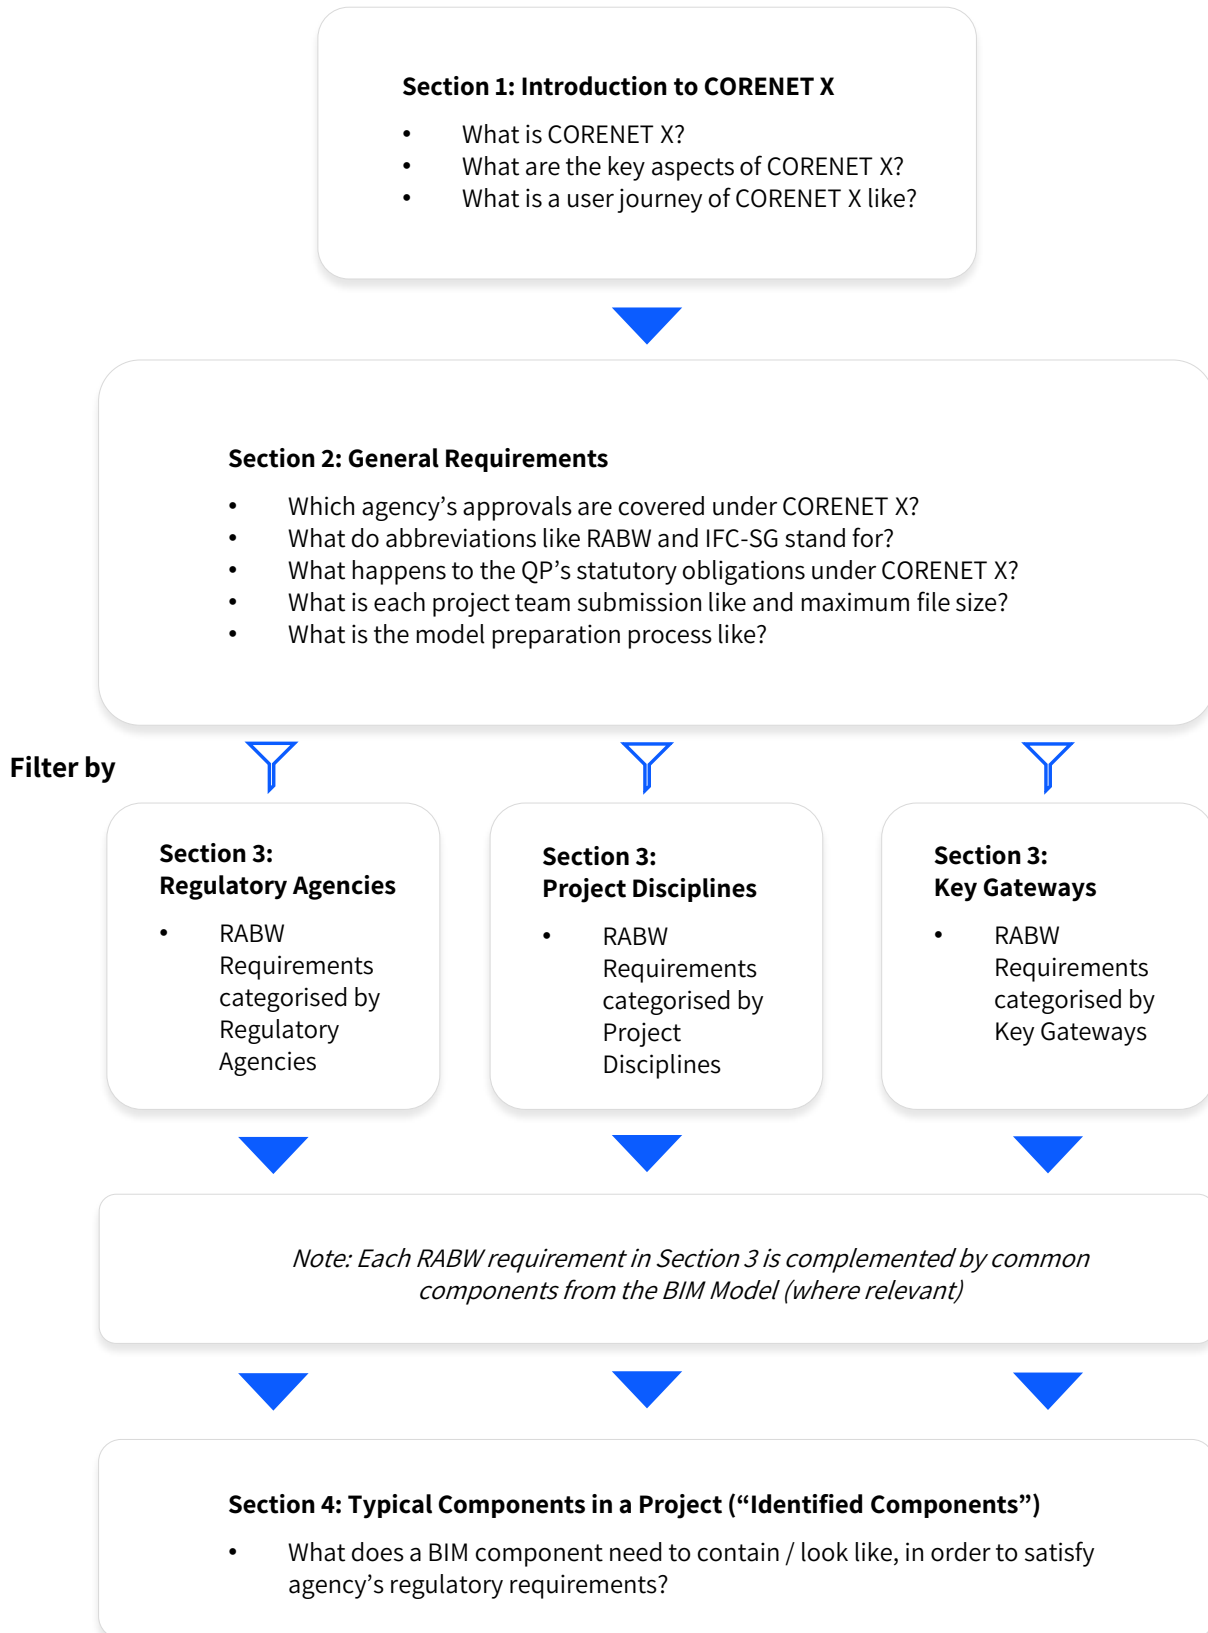 Section 1: Introduction to CORENET X
• What is CORENET X?
• What are the key aspects of CORENET X?
• What is a user journey of CORENET X like?
Section 2: General Requirements
• Which agency’s approvals are covered under CORENET X?
• What do abbreviations like RABW and IFC-SG stand for?
• What happens to the QP’s statutory obligations under CORENET X?
• What is each project team submission like and maximum file size?
• What is the model preparation process like?
Filter by
Section 3:
Regulatory Agencies
• RABW
Requirements
categorised by
Regulatory
Agencies
Section 3:
Project Disciplines
• RABW
Requirements
categorised by
Project
Disciplines
Section 3:
Key Gateways
• RABW
Requirements
categorised by
Key Gateways
Note: Each RABW requirement in Section 3 is complemented by common
components from the BIM Model (where relevant)
Section 4: Typical Components in a Project (“Identified Components”)
• What does a BIM component need to contain / look like, in order to satisfy
agency’s regulatory requirements?